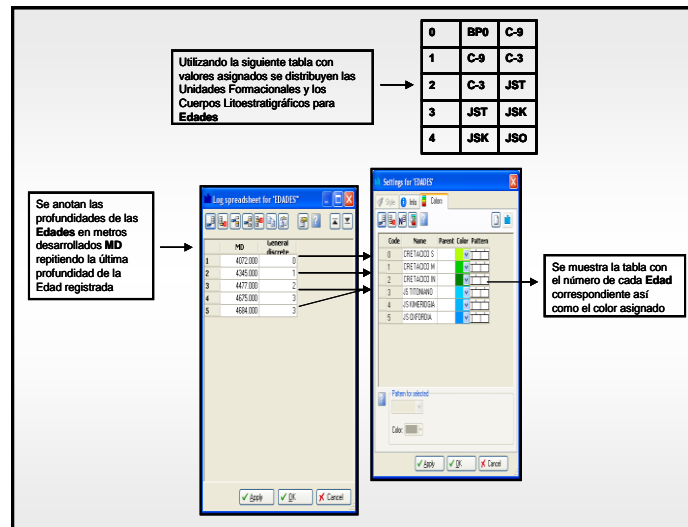 0 BP0 C-9
1 C-9 C-3
2 C-3 JST
3 JST JSK
4 JSK JSO
Utilizando la siguiente tabla con
valores asignados se distribuyen las
Unidades Formacionales y los
Cuerpos Litoestratigráficos para
Edades
Se anotan las
profundidades de las
Edades en metros
desarrollados MD
repitiendo la última
profundidad de la
Edad registrada
Log spreadsheet for 'EDADES'
MD General discrete
1 4072.000 0
2 4345.000 1
3 4477.000 2
4 4675.000 3
5 4684.000 3
Apply OK Cancel
Settings for 'EDADES'
Style Info Colors
Code Name Parent Color Pattern
0 CRETACICO S
1 CRETACICO M
2 CRETACICO IN
3 JS TITONIANO
4 JS KIMERIDGIA
5 JS OXFORDIA
Pattern for selected
Color:
Apply OK Cancel
Se muestra la tabla con
el número de cada Edad
correspondiente así
como el color asignado